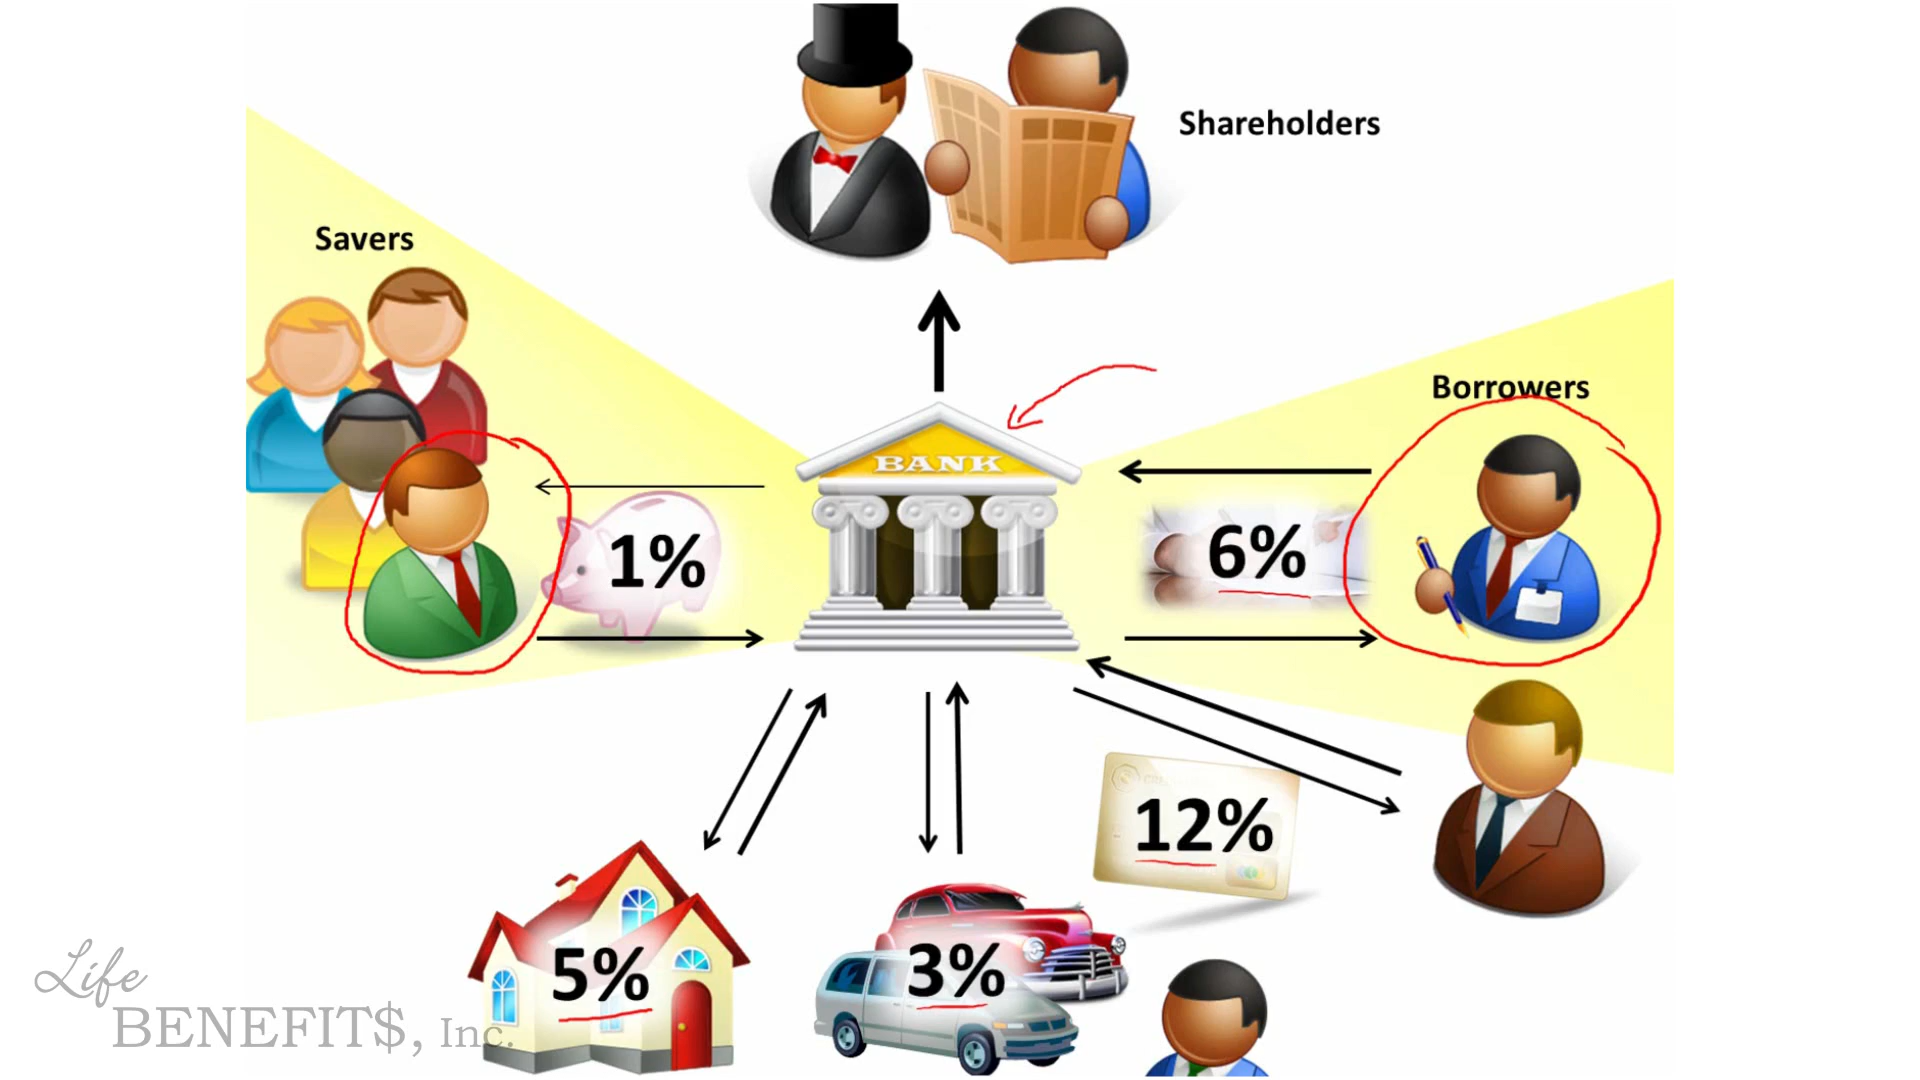 Shareholders
Savers
Borrowers
BANK
1%
6%
12%
5%
3%
Life
BENEFIT$, Inc.